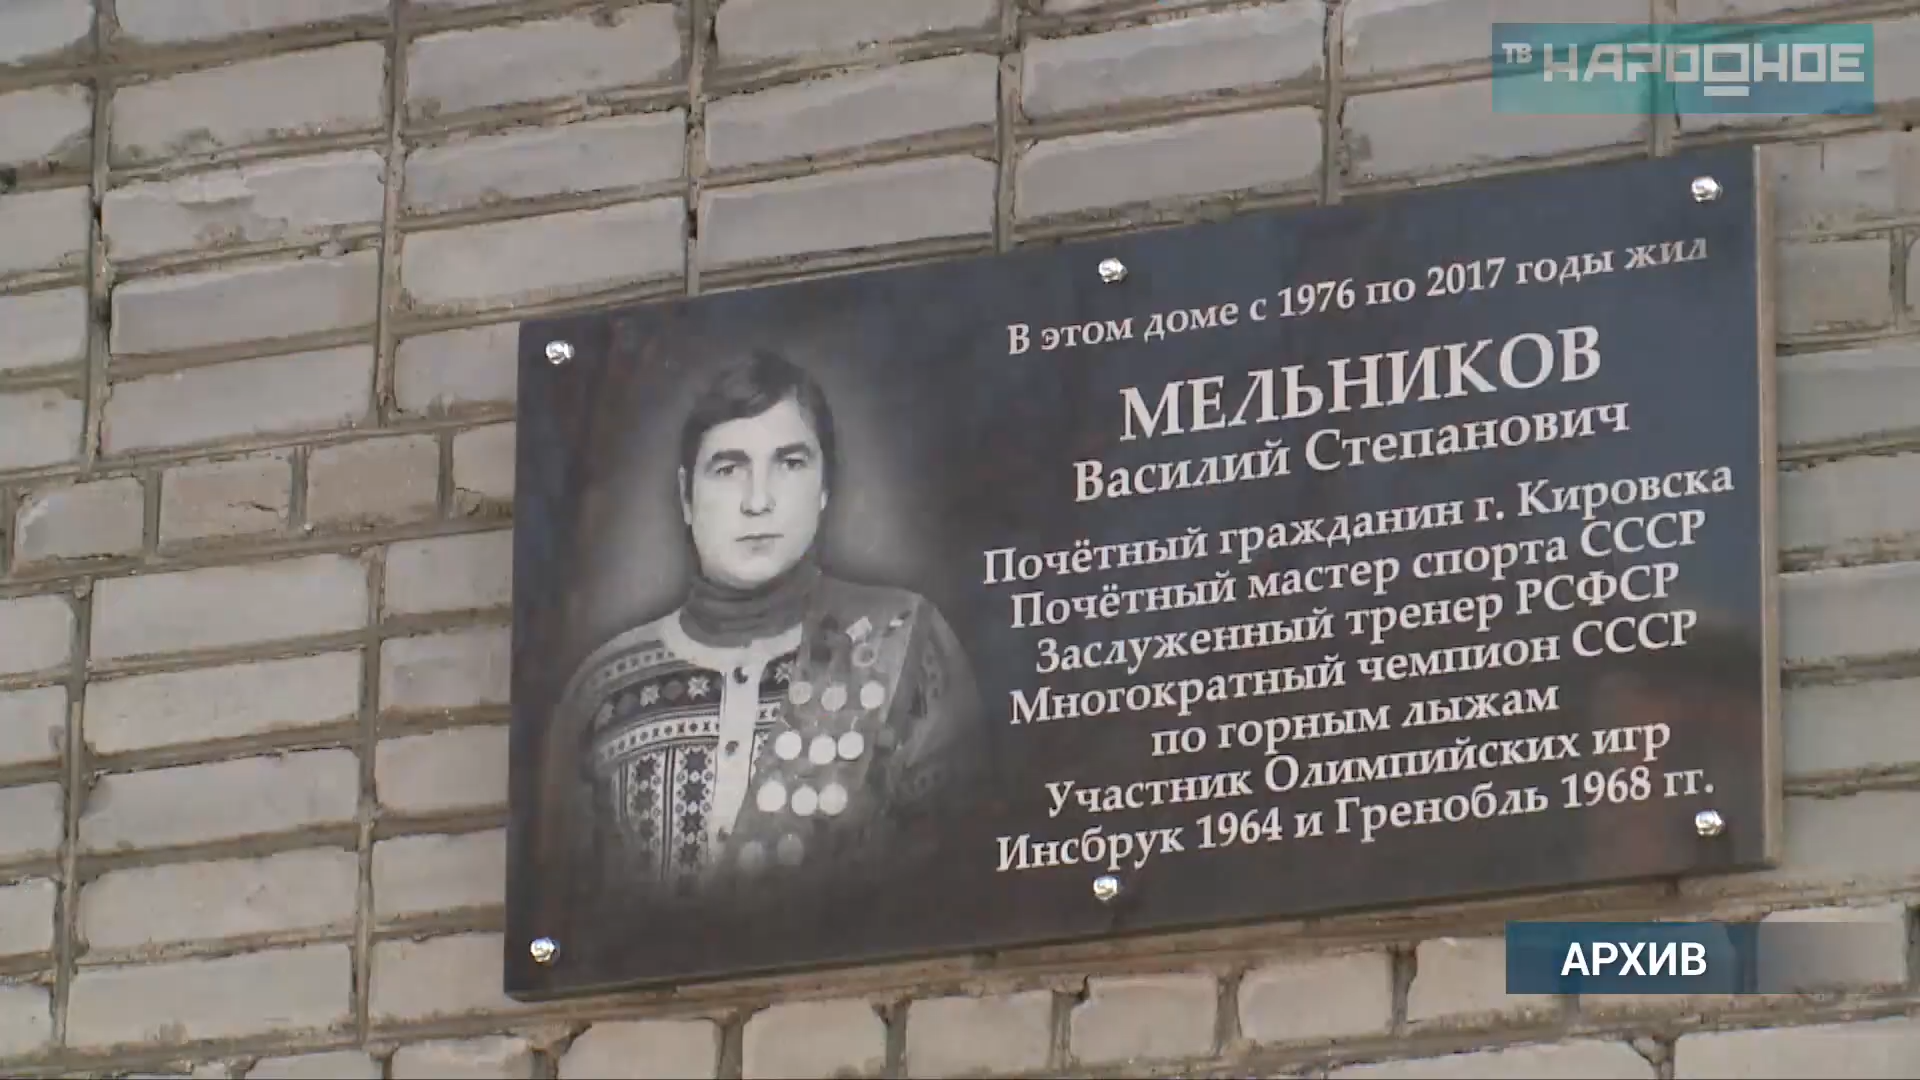 ТВ НАРОДНОЕ
В этом доме с 1976 по 2017 годы жил
МЕЛЬНИКОВ
Василий Степанович
Почётный гражданин г. Кировска
Почётный мастер спорта СССР
Заслуженный тренер РСФСР
Многократный чемпион СССР
по горным лыжам
Участник Олимпийских игр
Инсбрук 1964 и Гренобль 1968 гг.
АРХИВ